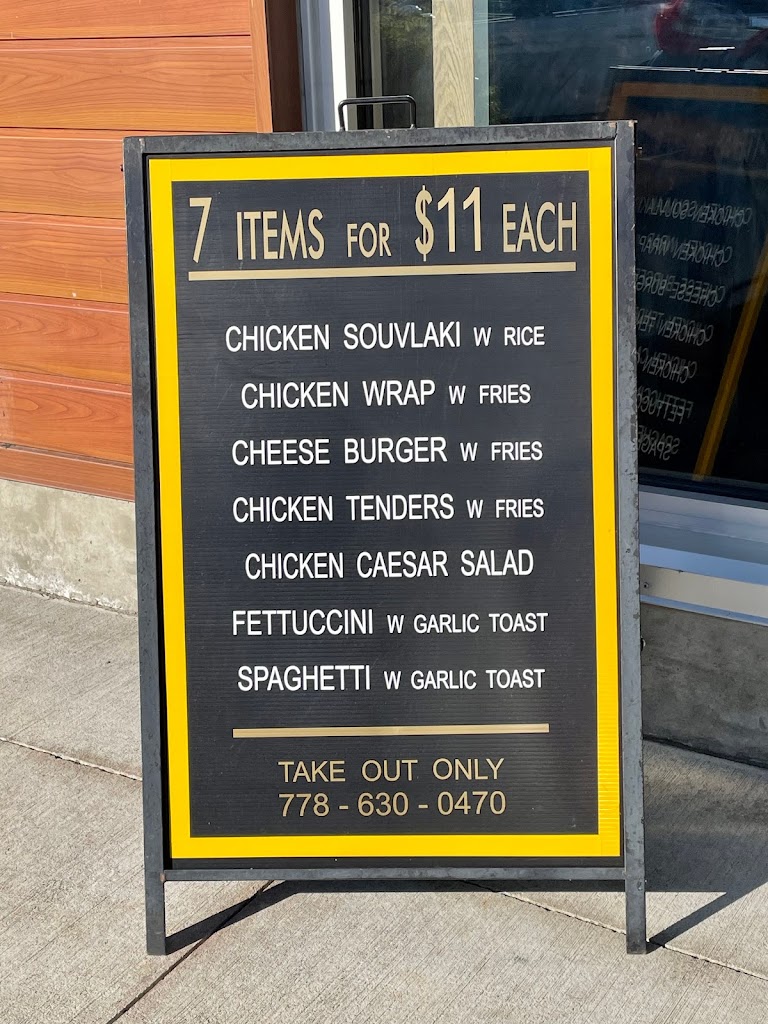 7 ITEMS FOR $11 EACH
CHICKEN SOUVLAKI W RICE
CHICKEN WRAP W FRIES
CHEESE BURGER W FRIES
CHICKEN TENDERS W FRIES
CHICKEN CAESAR SALAD
FETTUCCINI W GARLIC TOAST
SPAGHETTI W GARLIC TOAST
TAKE OUT ONLY
778 - 630 - 0470